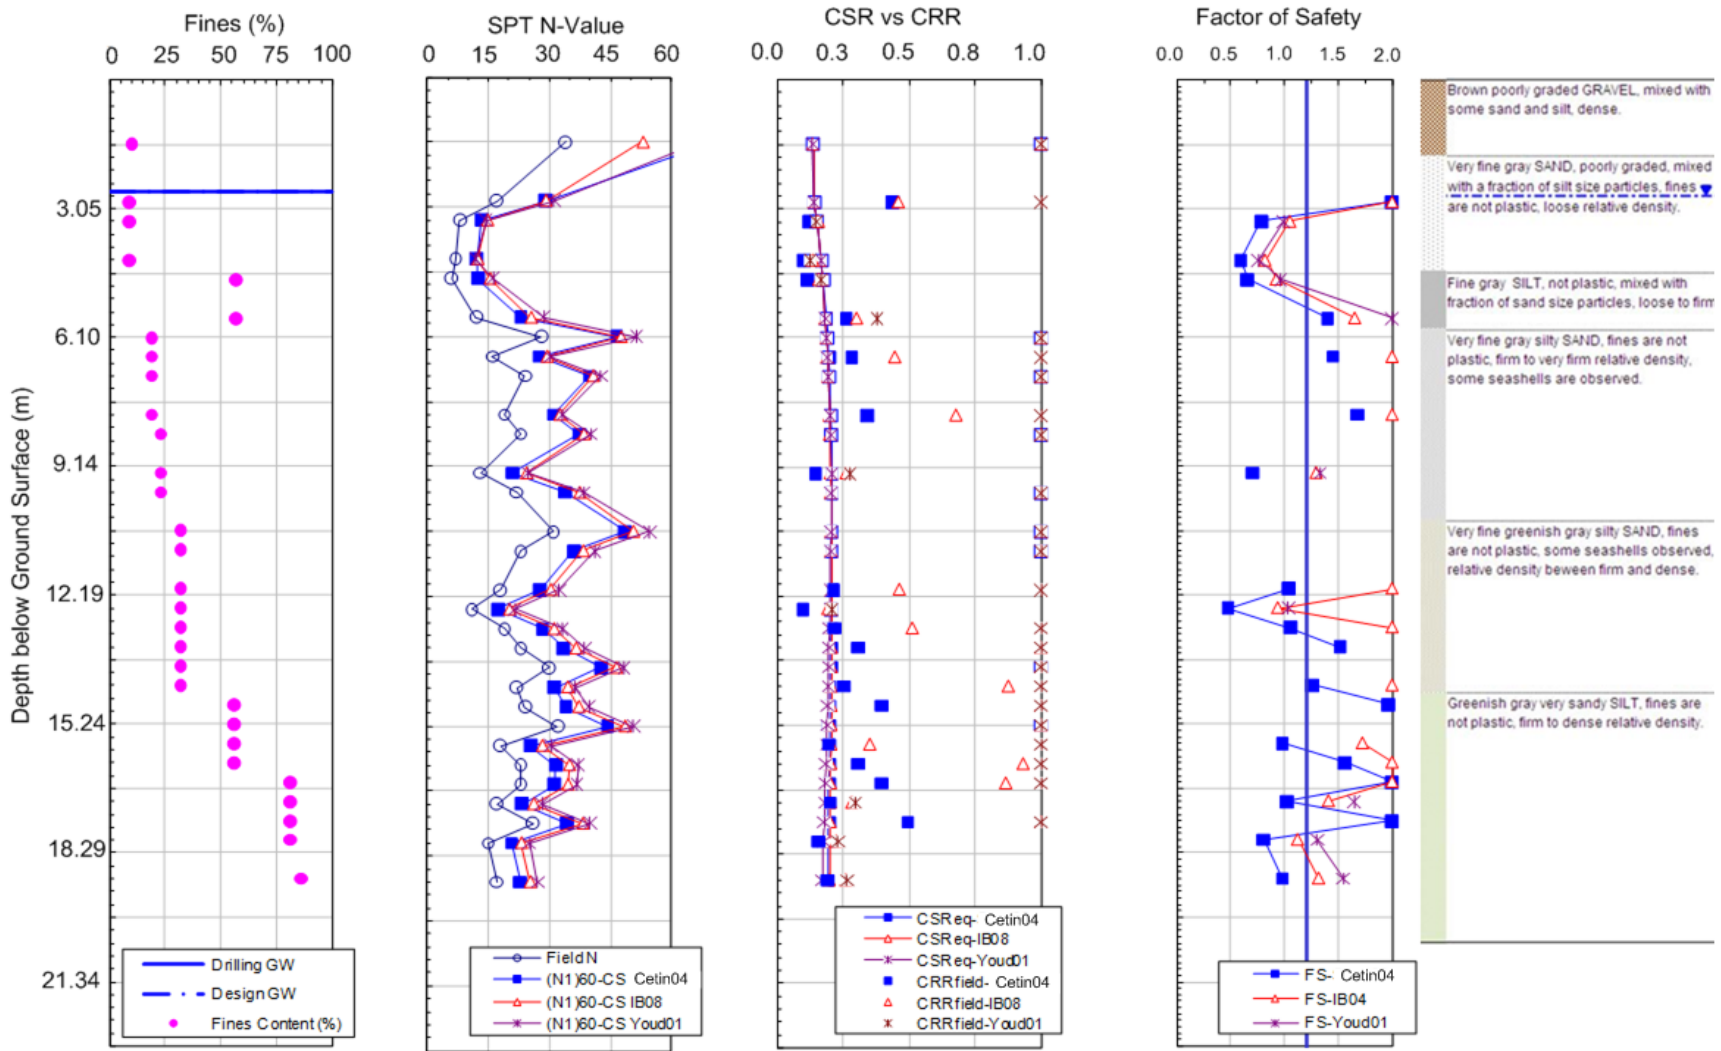 Fines (%)
0 25 50 75 100
SPT N-Value
0 15 30 45 60
CSR vs CRR
0.0 0.3 0.5 0.8 1.0
Factor of Safety
0.0 0.5 1.0 1.5 2.0
Depth below Ground Surface (m)
3.05
6.10
9.14
12.19
15.24
18.29
21.34
Drilling GW
Design GW
Fines Content (%)
Field N
(N1)60-CS Cetin04
(N1)60-CS IB08
(N1)60-CS Youd01
CSReq- Cetin04
CSReq-IB08
CSReq-Youd01
CRRfield- Cetin04
CRRfield-IB08
CRRfield-Youd01
FS- Cetin04
FS-IB04
FS-Youd01
Brown poorly graded GRAVEL, mixed with
some sand and silt, dense.
Very fine gray SAND, poorly graded, mixed
with a fraction of silt size particles, fines
are not plastic, loose relative density.
Fine gray SILT, not plastic, mixed with
fraction of sand size particles, loose to firm
Very fine gray silty SAND, fines are not
plastic, firm to very firm relative density,
some seashells are observed.
Very fine greenish gray silty SAND, fines
are not plastic, some seashells observed,
relative density beween firm and dense.
Greenish gray very sandy SILT, fines are
not plastic, firm to dense relative density.